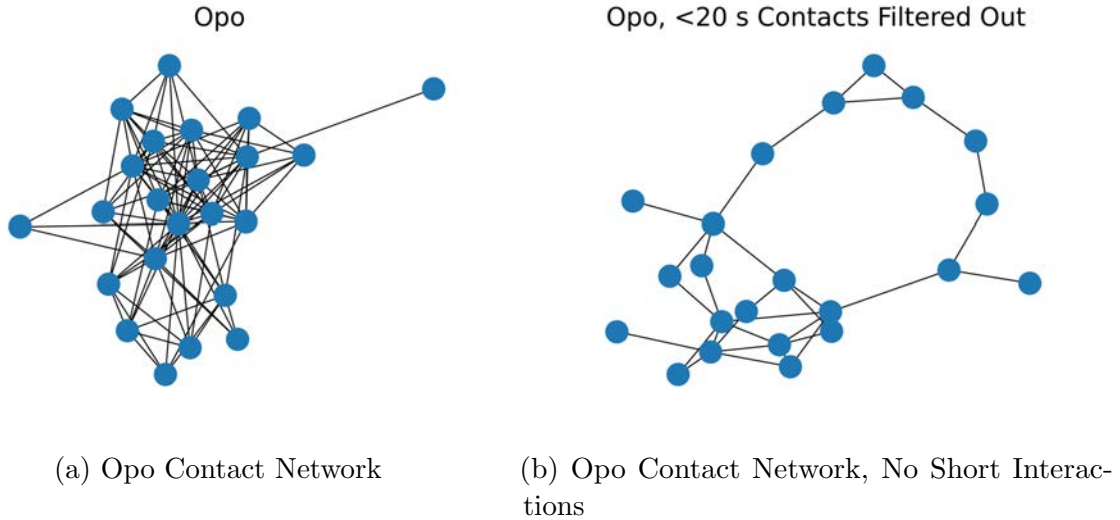 Opo
Opo, <20 s Contacts Filtered Out
(a) Opo Contact Network
(b) Opo Contact Network, No Short Interac-
tions